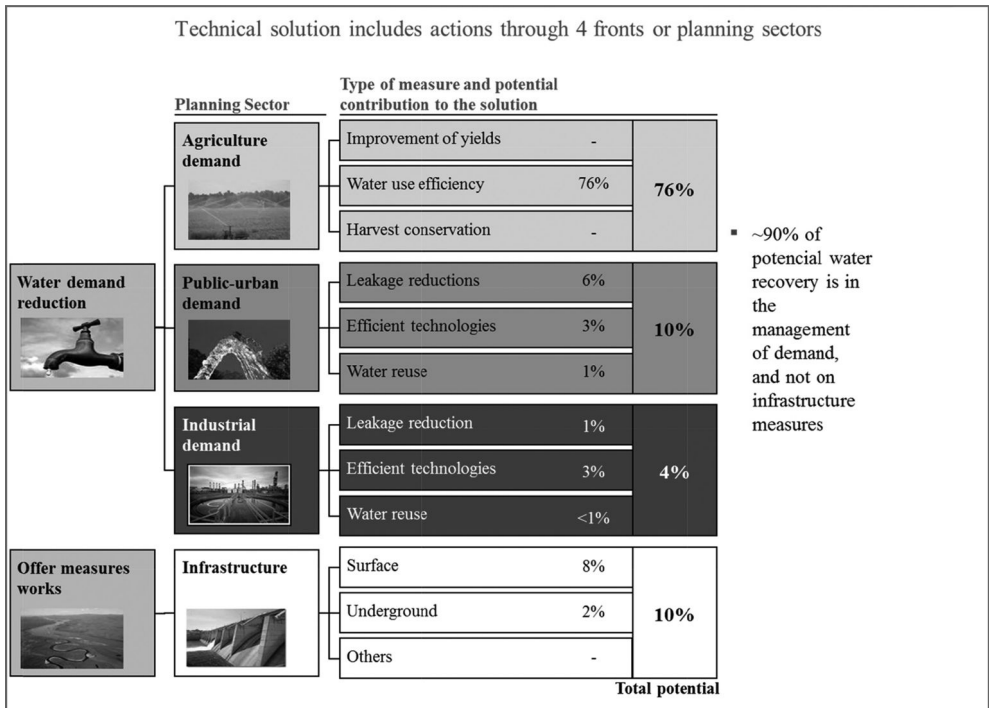 Technical solution includes actions through 4 fronts or planning sectors
Planning Sector
Type of measure and potential
contribution to the solution
Water demand
reduction
Agriculture
demand
Improvement of yields -
Water use efficiency 76%
Harvest conservation -
76%
Public-urban
demand
Leakage reductions 6%
Efficient technologies 3%
Water reuse 1%
10%
Industrial
demand
Leakage reduction 1%
Efficient technologies 3%
Water reuse <1%
4%
Offer measures
works
Infrastructure
Surface 8%
Underground 2%
Others -
10%
Total potential
▪ ~90% of
potencial water
recovery is in
the
management
of demand,
and not on
infrastructure
measures